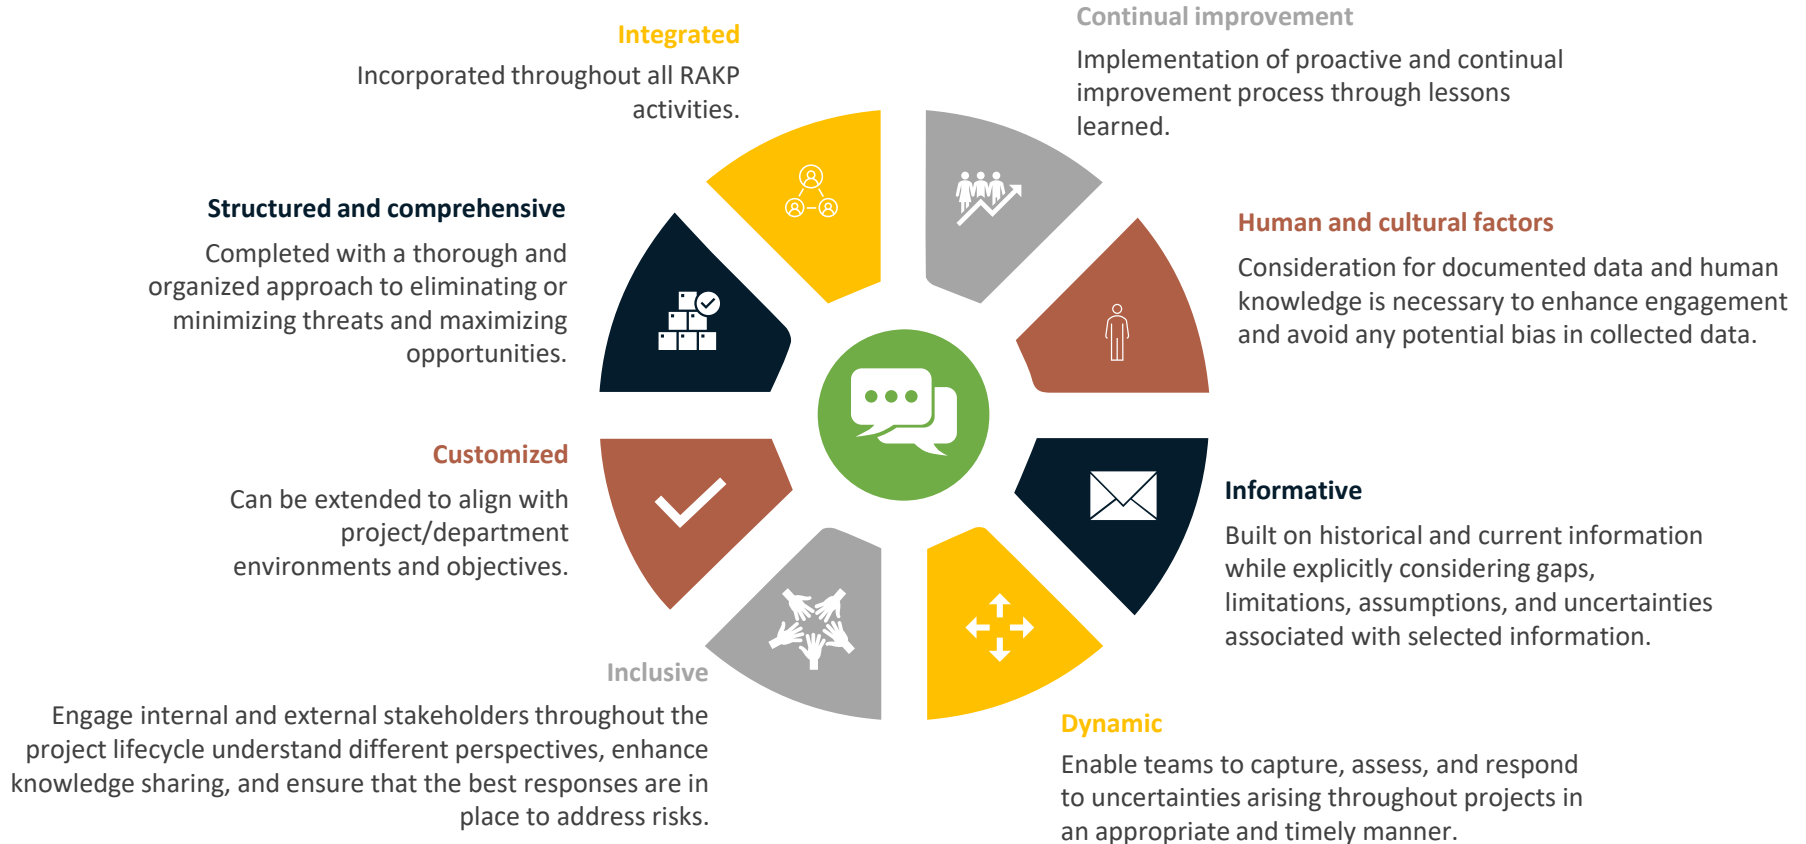 Integrated
Incorporated throughout all RAKP
activities.
Structured and comprehensive
Completed with a thorough and
organized approach to eliminating or
minimizing threats and maximizing
opportunities.
Customized
Can be extended to align with
project/department
environments and objectives.
Inclusive
Engage internal and external stakeholders throughout the
project lifecycle understand different perspectives, enhance
knowledge sharing, and ensure that the best responses are in
place to address risks.
Continual improvement
Implementation of proactive and continual
improvement process through lessons
learned.
Human and cultural factors
Consideration for documented data and human
knowledge is necessary to enhance engagement
and avoid any potential bias in collected data.
Informative
Built on historical and current information
while explicitly considering gaps,
limitations, assumptions, and uncertainties
associated with selected information.
Dynamic
Enable teams to capture, assess, and respond
to uncertainties arising throughout projects in
an appropriate and timely manner.